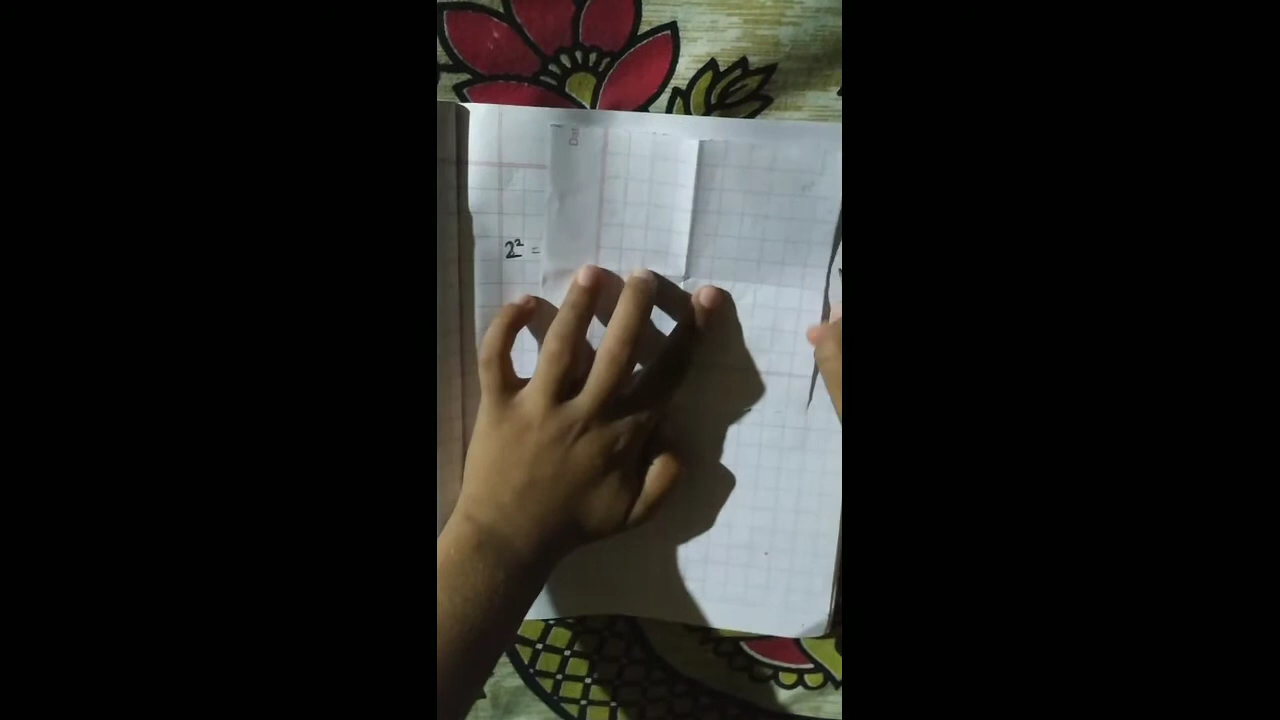 2² =